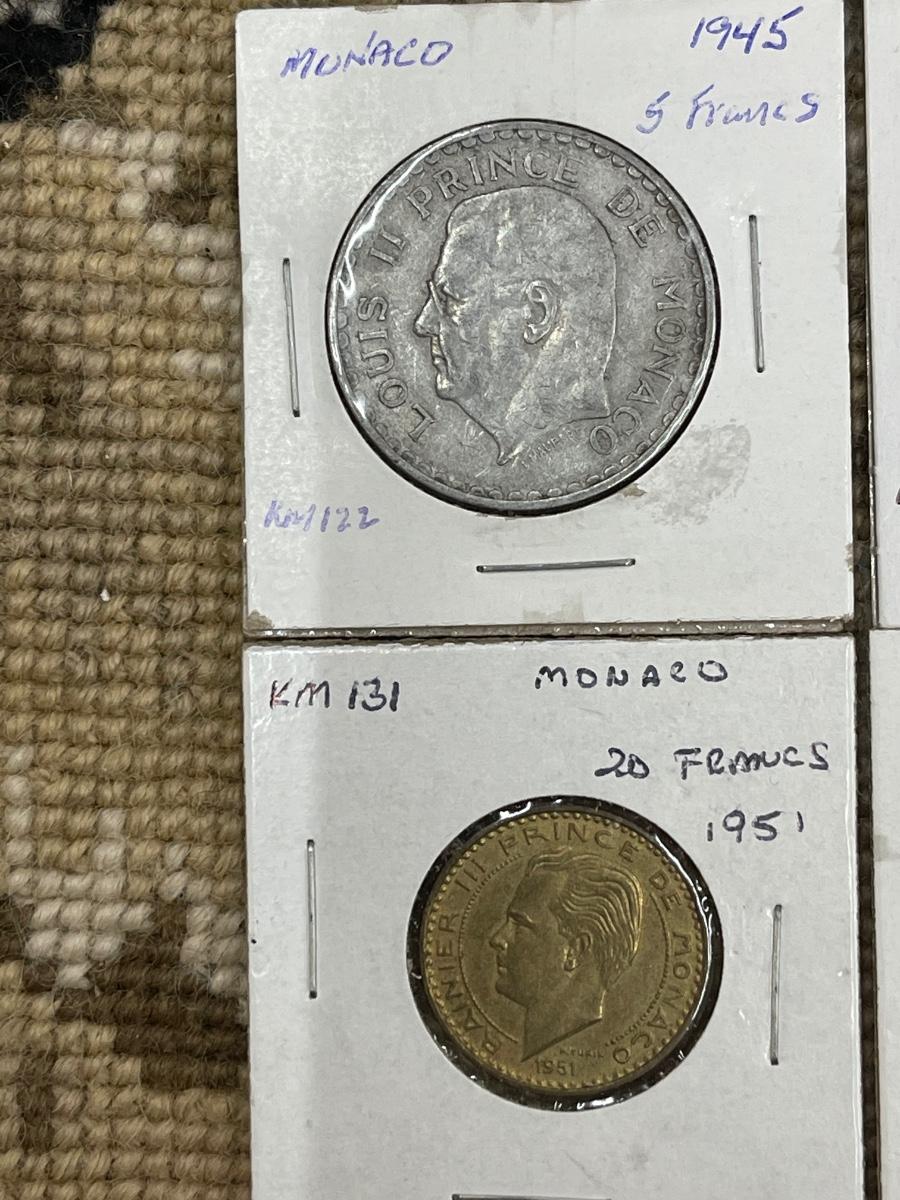 MONACO
1945
5 Francs
LOUIS II PRINCE DE MONACO
KM122
KM 131
MONACO
20 FRANCS
1951
RAINIER III PRINCE DE MONACO
1951